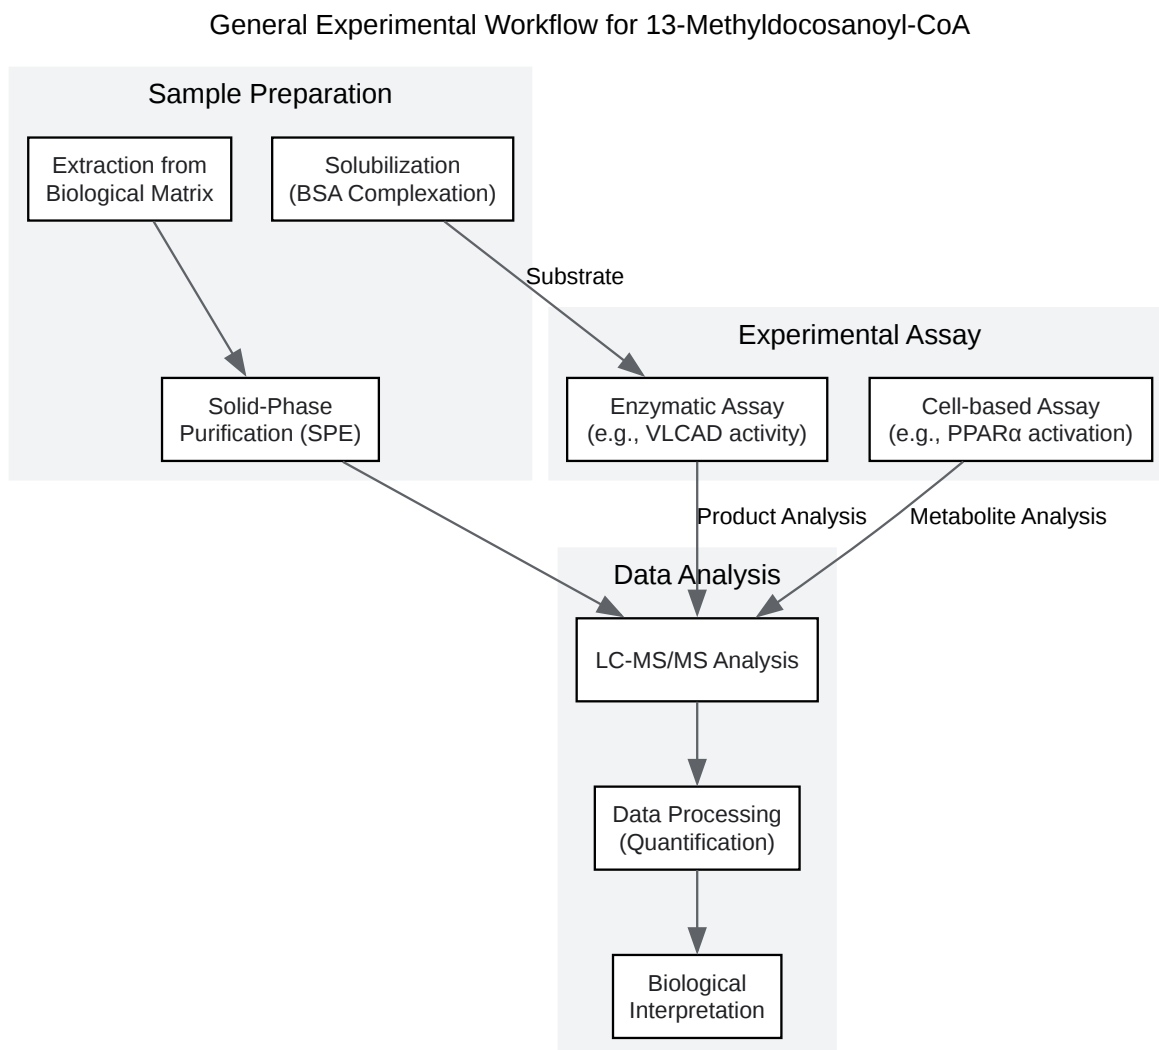 General Experimental Workflow for 13-Methyldocosanoyl-CoA
Sample Preparation
Extraction from
Biological Matrix
Solubilization
(BSA Complexation)
Substrate
Solid-Phase
Purification (SPE)
Experimental Assay
Enzymatic Assay
(e.g., VLCAD activity)
Cell-based Assay
(e.g., PPARα activation)
Product Analysis
Metabolite Analysis
Data Analysis
LC-MS/MS Analysis
Data Processing
(Quantification)
Biological
Interpretation